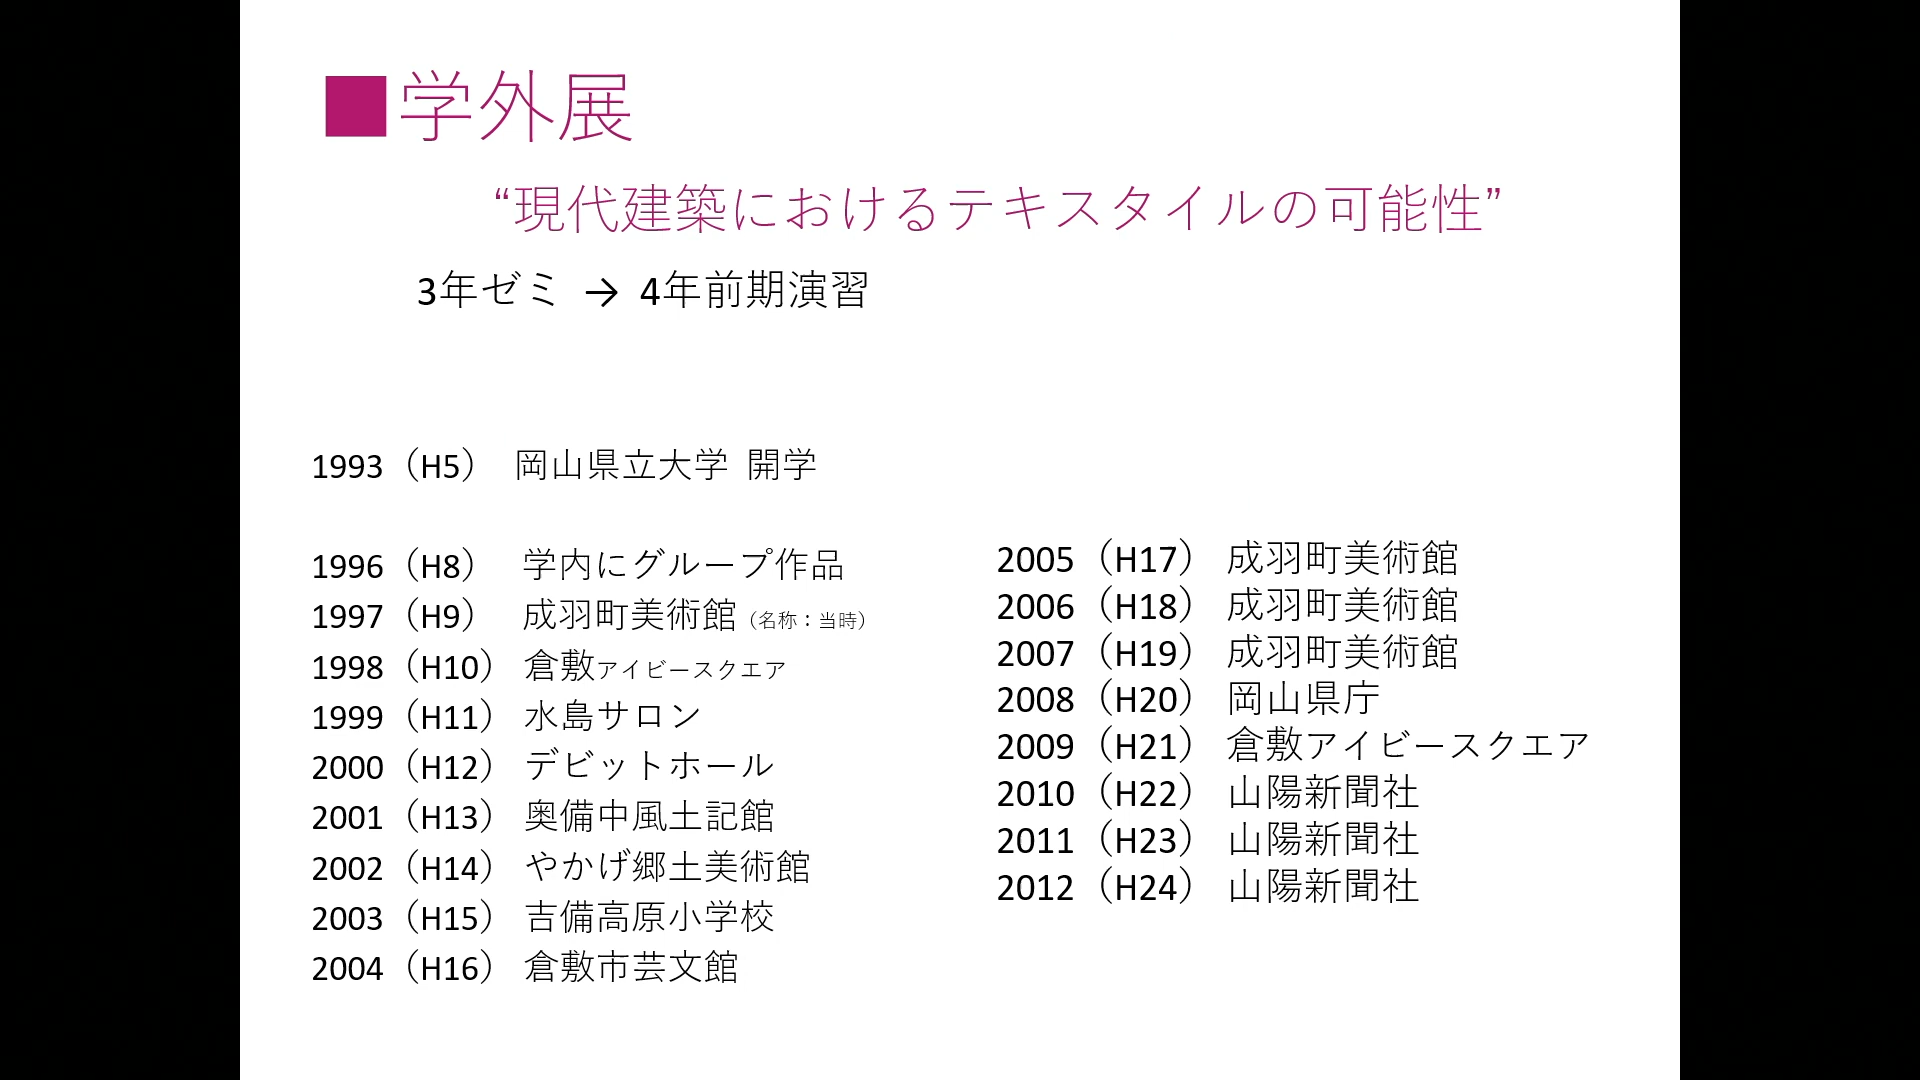 ■学外展
“現代建築におけるテキスタイルの可能性”
3年ゼミ → 4年前期演習
1993（H5） 岡山県立大学 開学
1996（H8） 学内にグループ作品
1997（H9） 成羽町美術館（名称：当時）
1998（H10） 倉敷アイビースクエア
1999（H11） 水島サロン
2000（H12） デビットホール
2001（H13） 奥備中風土記館
2002（H14） やかげ郷土美術館
2003（H15） 吉備高原小学校
2004（H16） 倉敷市芸文館
2005（H17） 成羽町美術館
2006（H18） 成羽町美術館
2007（H19） 成羽町美術館
2008（H20） 岡山県庁
2009（H21） 倉敷アイビースクエア
2010（H22） 山陽新聞社
2011（H23） 山陽新聞社
2012（H24） 山陽新聞社